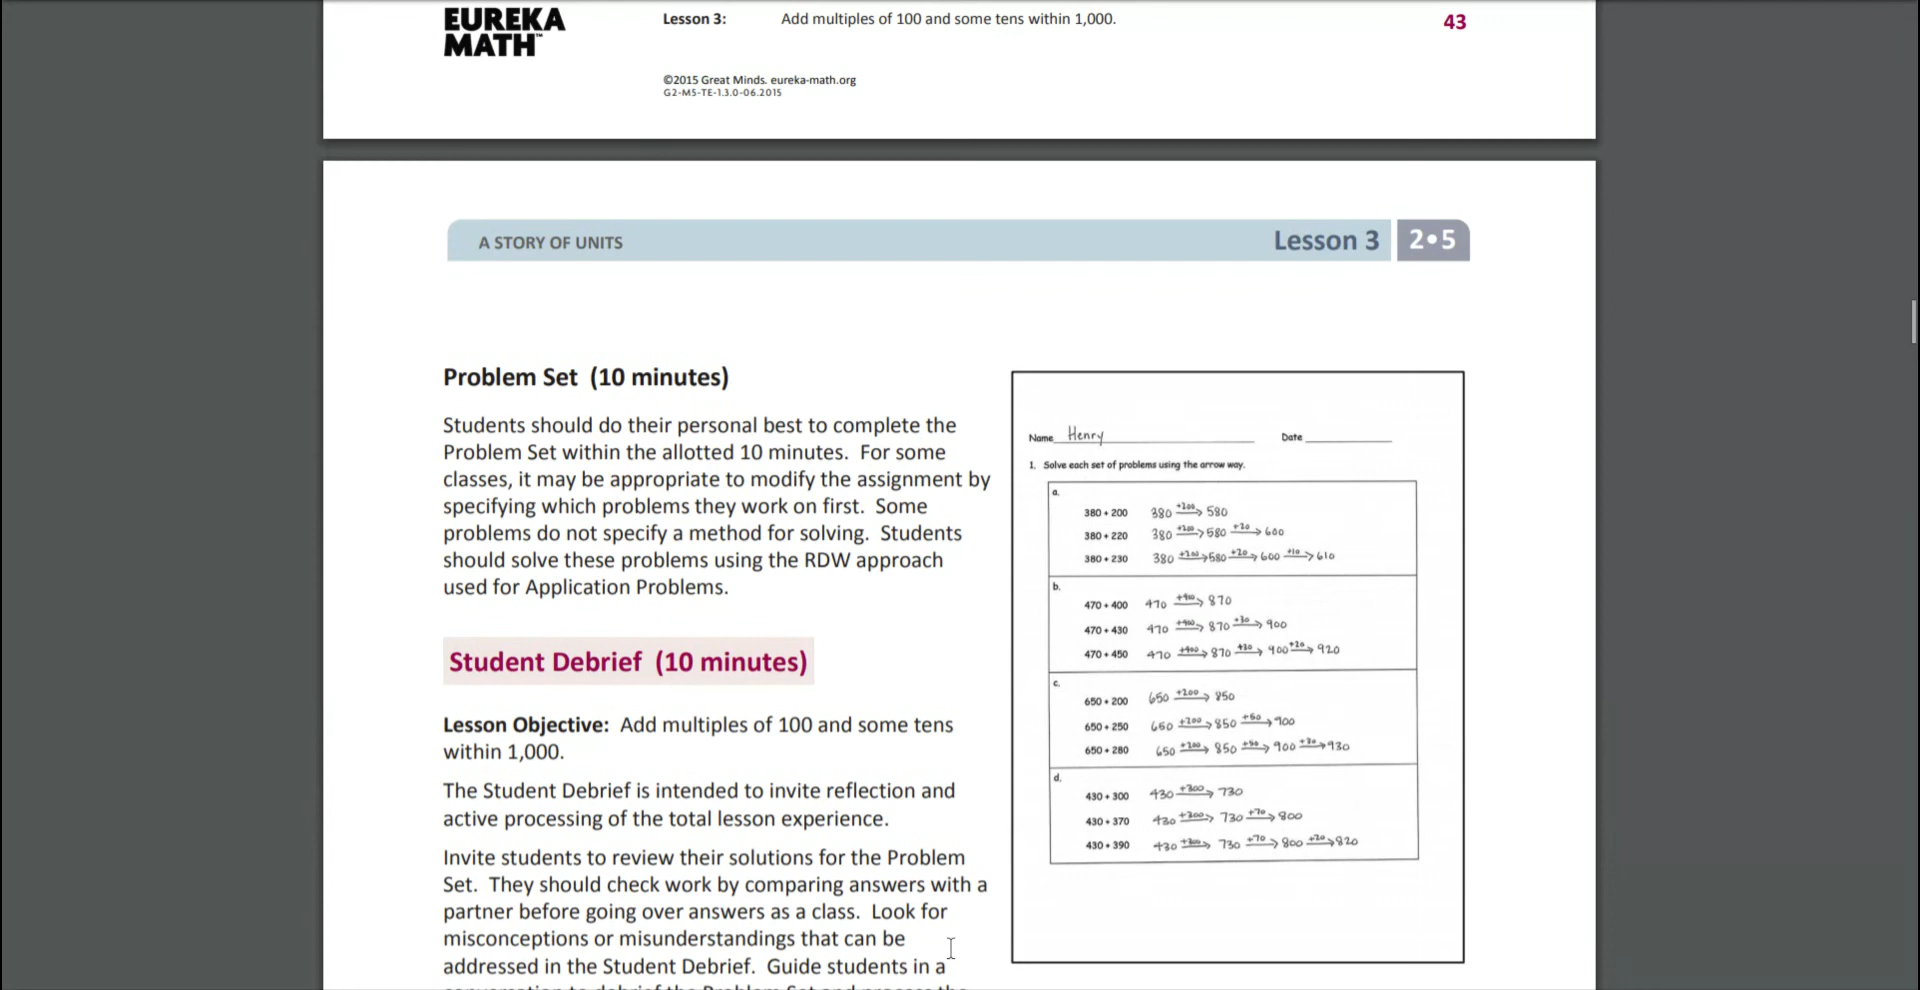 EUREKA
MATH™
Lesson 3: Add multiples of 100 and some tens within 1,000.
43
©2015 Great Minds. eureka-math.org
G2-M5-TE-1.3.0-06.2015
A STORY OF UNITS
Lesson 3 2•5
Problem Set (10 minutes)
Students should do their personal best to complete the
Problem Set within the allotted 10 minutes. For some
classes, it may be appropriate to modify the assignment by
specifying which problems they work on first. Some
problems do not specify a method for solving. Students
should solve these problems using the RDW approach
used for Application Problems.
Student Debrief (10 minutes)
Lesson Objective: Add multiples of 100 and some tens
within 1,000.
The Student Debrief is intended to invite reflection and
active processing of the total lesson experience.
Invite students to review their solutions for the Problem
Set. They should check work by comparing answers with a
partner before going over answers as a class. Look for
misconceptions or misunderstandings that can be
addressed in the Student Debrief. Guide students in a
conversation to debrief the Problem Set and process the
Name Henry Date
1. Solve each set of problems using the arrow way.
a.
380 + 200 380 +200→ 580
380 + 220 380 +200→ 580 +20→ 600
380 + 230 380 +200→ 580 +20→ 600 +10→ 610
b.
470 + 400 470 +400→ 870
470 + 430 470 +400→ 870 +30→ 900
470 + 450 470 +400→ 870 +30→ 900 +20→ 920
c.
650 + 200 650 +200→ 850
650 + 250 650 +200→ 850 +50→ 900
650 + 280 650 +200→ 850 +50→ 900 +30→ 930
d.
430 + 300 430 +300→ 730
430 + 370 430 +300→ 730 +70→ 800
430 + 390 430 +300→ 730 +70→ 800 +20→ 820